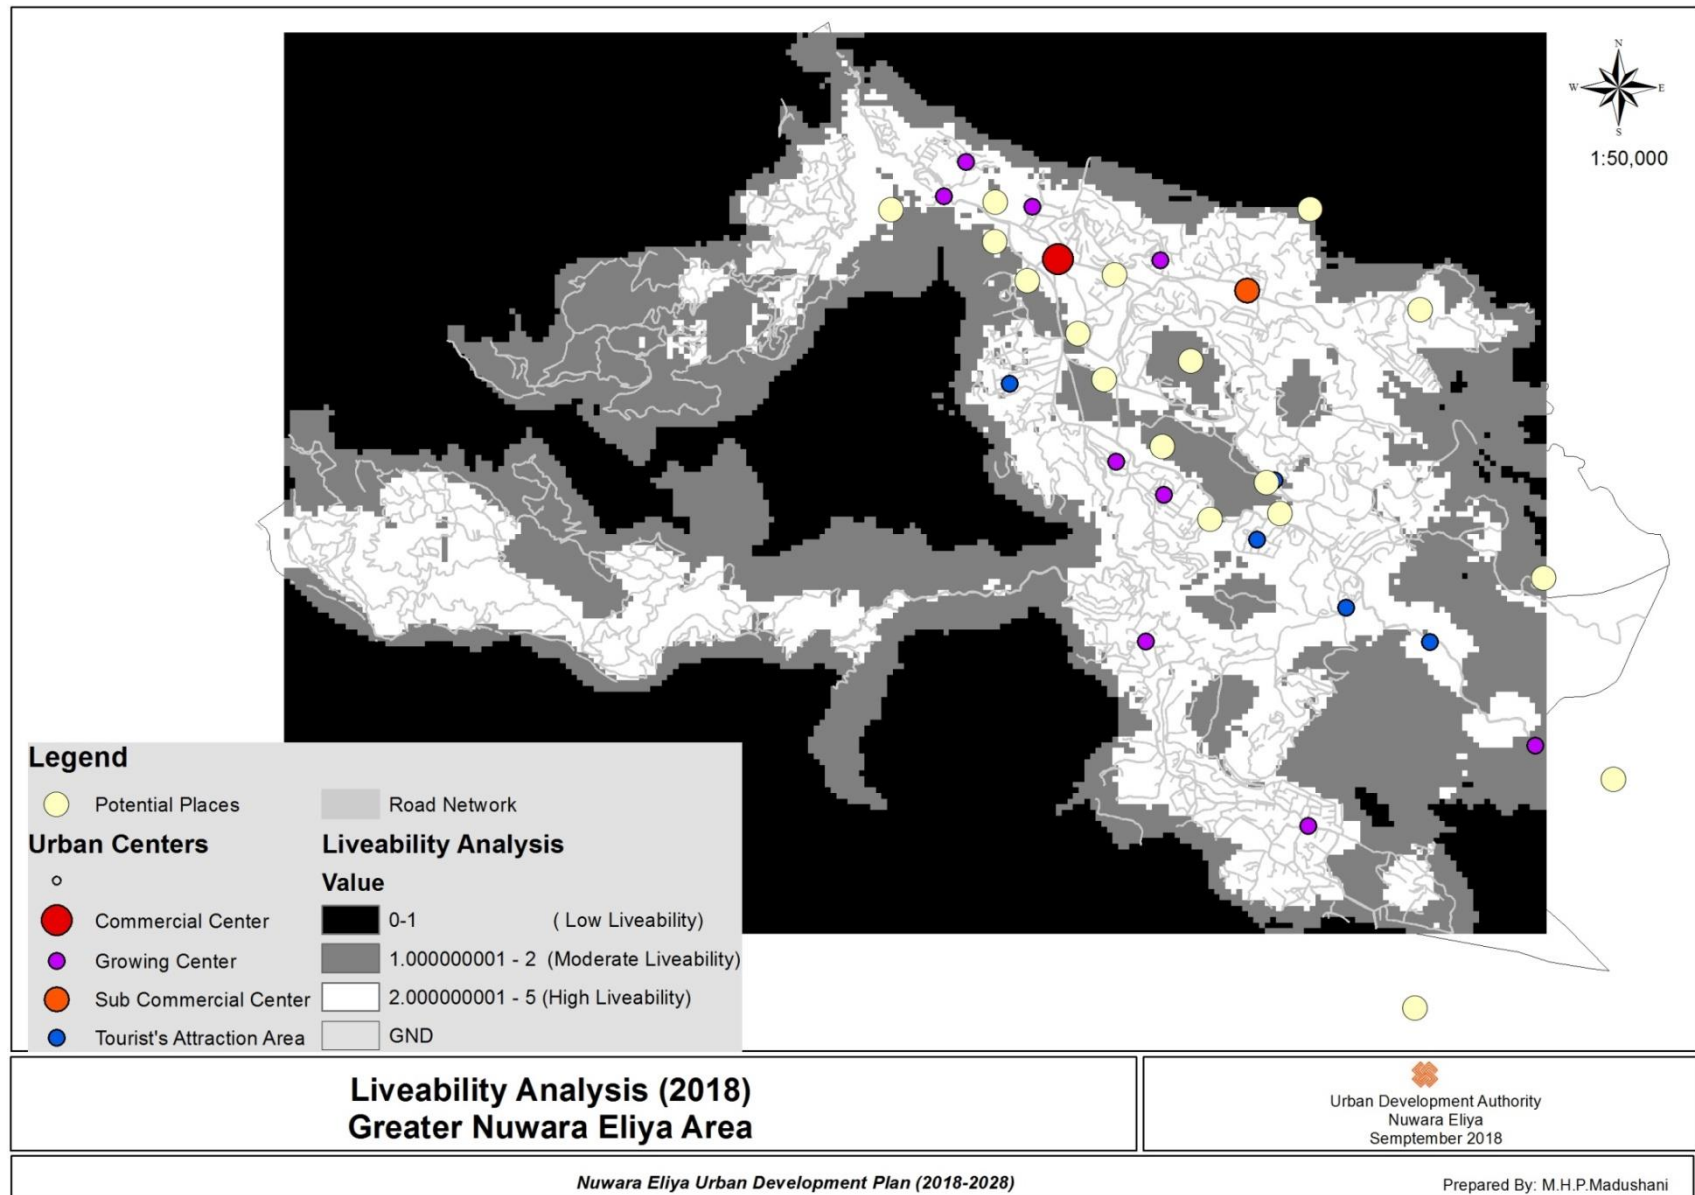 N
W E
S
1:50,000
Legend
Potential Places
Road Network
Urban Centers
Liveability Analysis
Value
Commercial Center
0-1 ( Low Liveability)
Growing Center
1.000000001 - 2 (Moderate Liveability)
Sub Commercial Center
2.000000001 - 5 (High Liveability)
Tourist's Attraction Area
GND
Liveability Analysis (2018)
Greater Nuwara Eliya Area
Urban Development Authority
Nuwara Eliya
Semptember 2018
Nuwara Eliya Urban Development Plan (2018-2028)
Prepared By: M.H.P.Madushani